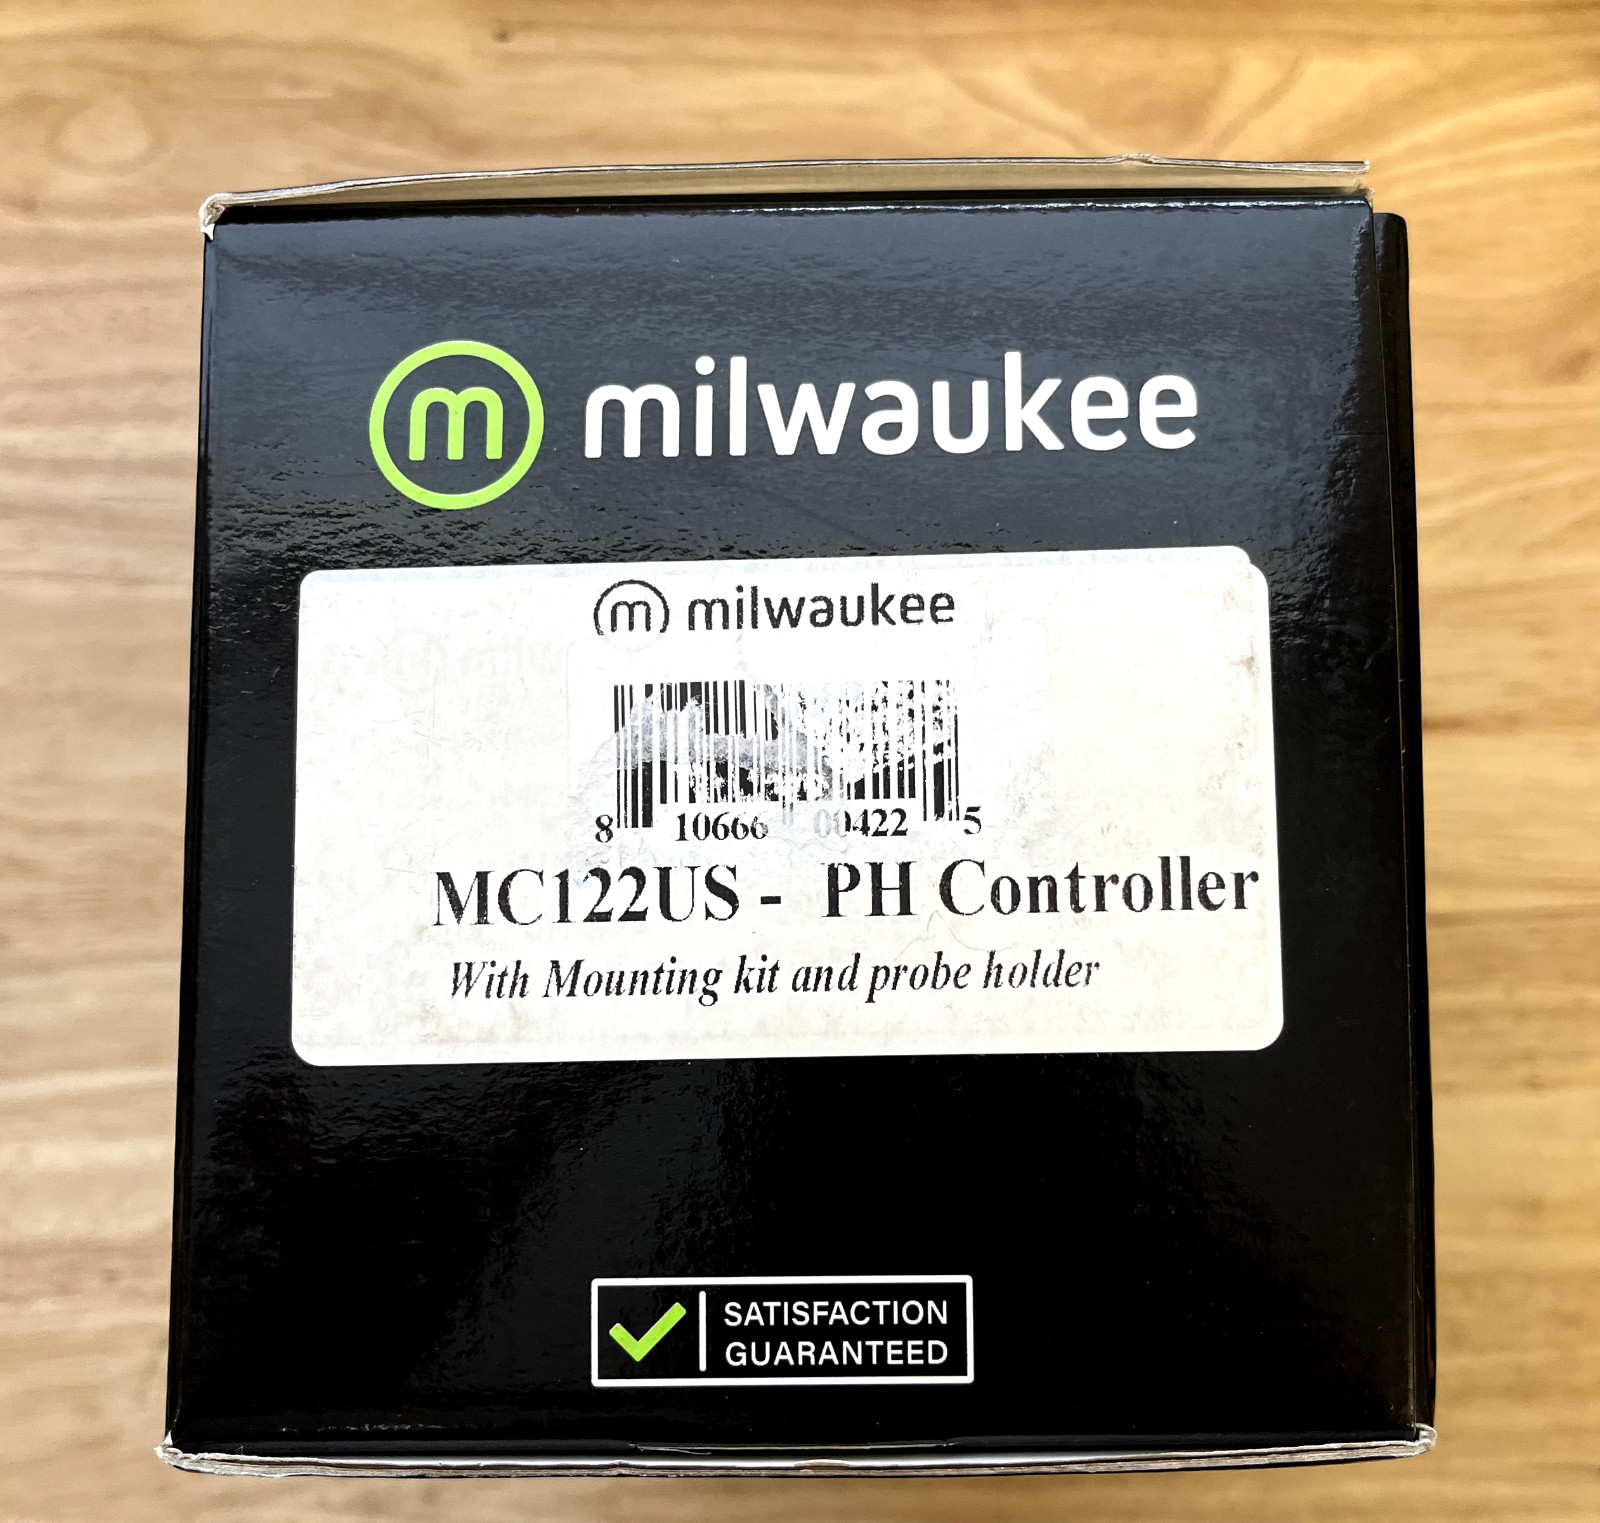 m milwaukee
m milwaukee
8 10666 00422 5
MC122US - PH Controller
With Mounting kit and probe holder
SATISFACTION
GUARANTEED